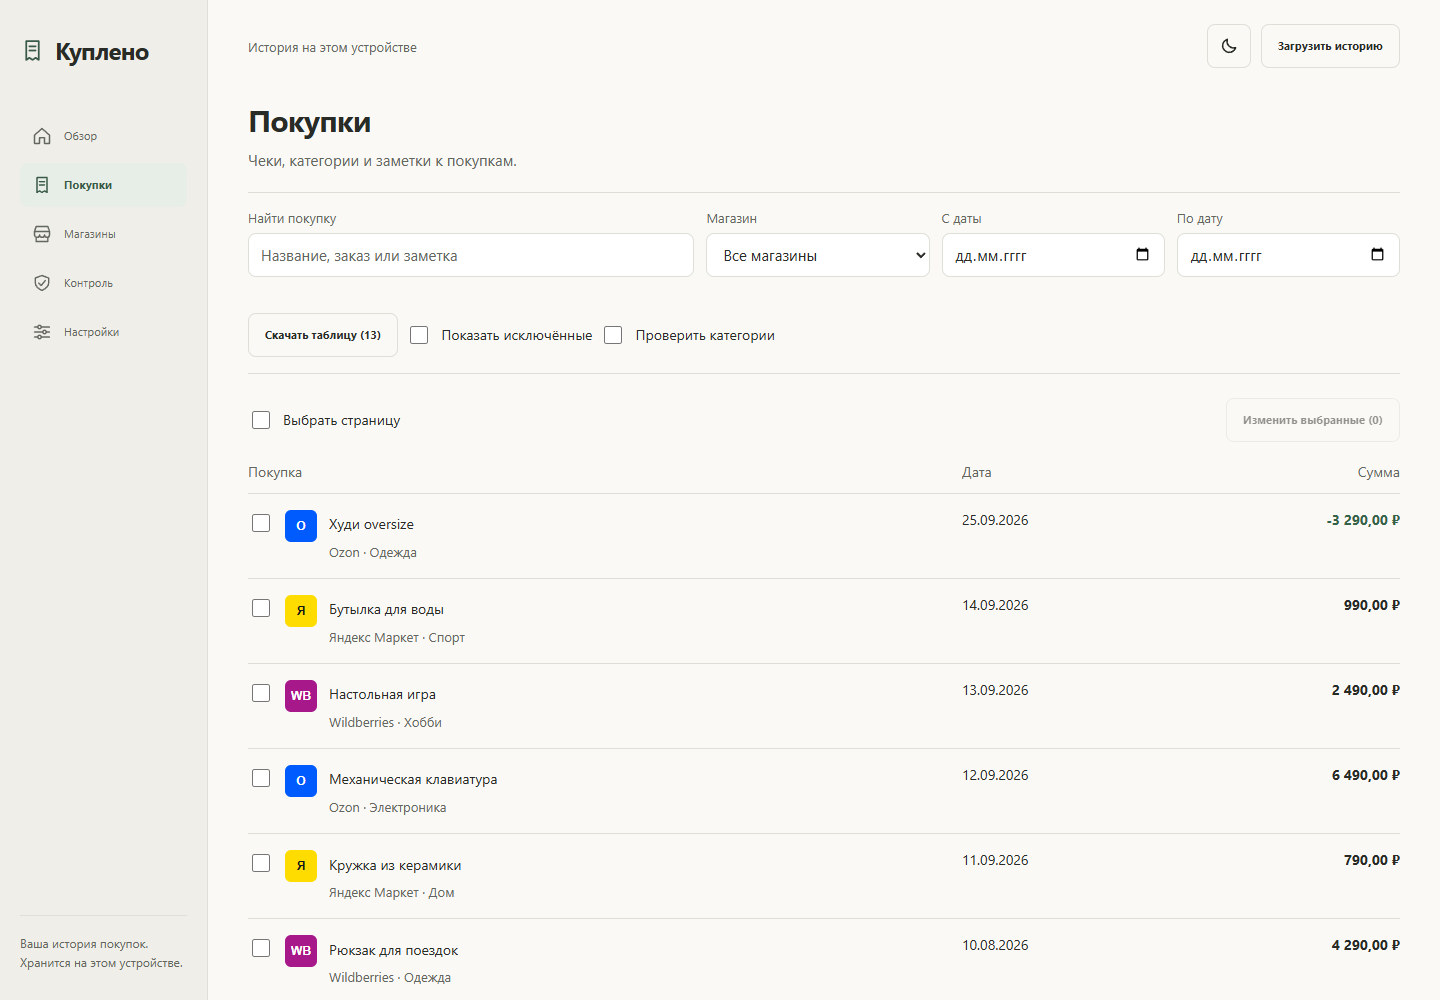 Куплено
Обзор
Покупки
Магазины
Контроль
Настройки
Ваша история покупок.
Хранится на этом устройстве.
История на этом устройстве
Загрузить историю
Покупки
Чеки, категории и заметки к покупкам.
Найти покупку
Магазин
С даты
По дату
Название, заказ или заметка
Все магазины
дд.мм.гггг
дд.мм.гггг
Скачать таблицу (13)
Показать исключённые
Проверить категории
Выбрать страницу
Изменить выбранные (0)
Покупка
Дата
Сумма
O
Худи oversize
25.09.2026
-3 290,00 ₽
Ozon · Одежда
Я
Бутылка для воды
14.09.2026
990,00 ₽
Яндекс Маркет · Спорт
WB
Настольная игра
13.09.2026
2 490,00 ₽
Wildberries · Хобби
O
Механическая клавиатура
12.09.2026
6 490,00 ₽
Ozon · Электроника
Я
Кружка из керамики
11.09.2026
790,00 ₽
Яндекс Маркет · Дом
WB
Рюкзак для поездок
10.08.2026
4 290,00 ₽
Wildberries · Одежда